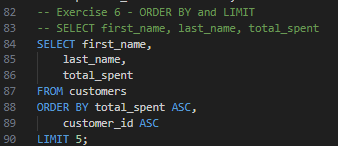 82 -- Exercise 6 - ORDER BY and LIMIT
83 -- SELECT first_name, last_name, total_spent
84 SELECT first_name,
85     last_name,
86     total_spent
87 FROM customers
88 ORDER BY total_spent ASC,
89     customer_id ASC
90 LIMIT 5;